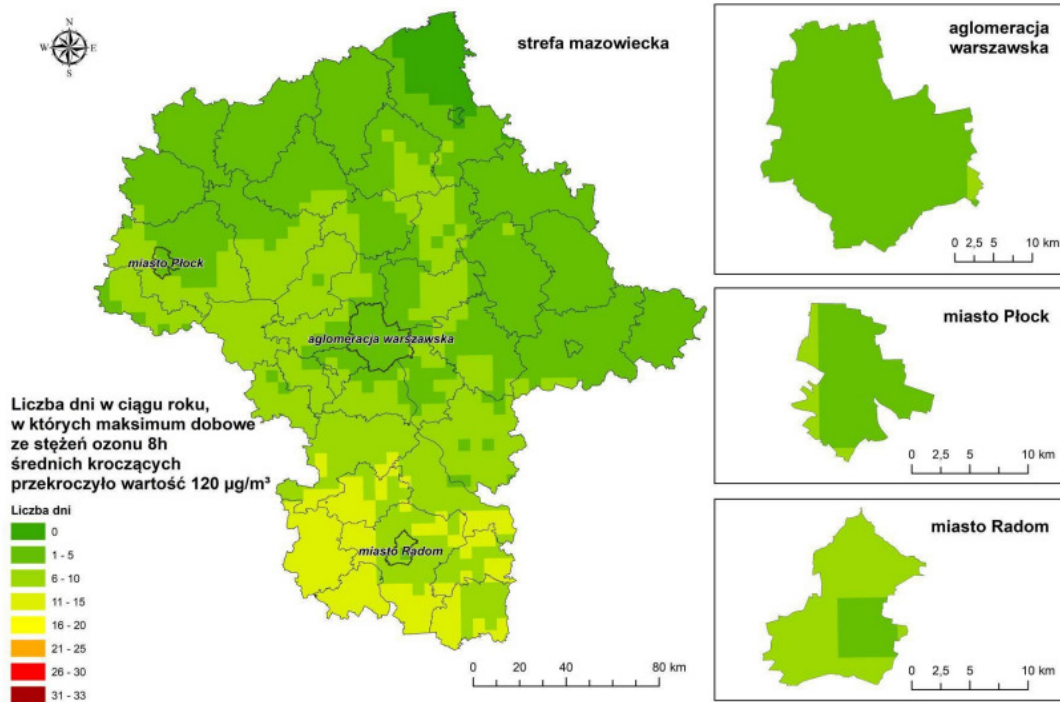 N
W E
S
strefa mazowiecka
miasto Płock
aglomeracja warszawska
miasto Radom
Liczba dni w ciągu roku,
w których maksimum dobowe
ze stężeń ozonu 8h
średnich kroczących
przekroczyło wartość 120 µg/m³
Liczba dni
0
1 - 5
6 - 10
11 - 15
16 - 20
21 - 25
26 - 30
31 - 33
0 20 40 80 km
aglomeracja
warszawska
0 2,5 5 10 km
miasto Płock
0 2,5 5 10 km
miasto Radom
0 2,5 5 10 km